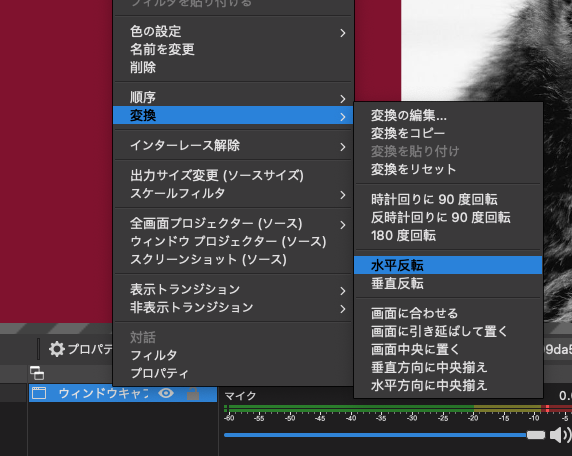 フィルタを貼り付ける
色の設定
名前を変更
削除
順序
変換
インターレース解除
出力サイズ変更 (ソースサイズ)
スケールフィルタ
全画面プロジェクター (ソース)
ウィンドウ プロジェクター (ソース)
スクリーンショット (ソース)
表示トランジション
非表示トランジション
対話
フィルタ
プロパティ
変換の編集...
変換をコピー
変換を貼り付け
変換をリセット
時計回りに 90 度回転
反時計回りに 90 度回転
180 度回転
水平反転
垂直反転
画面に合わせる
画面に引き延ばして置く
画面中央に置く
垂直方向に中央揃え
水平方向に中央揃え
プロパテ
09da5
ウィンドウキャプ
マイク
0.0
-60 -55 -50 -45 -40 -35 -30 -25 -20 -15 -10 -5